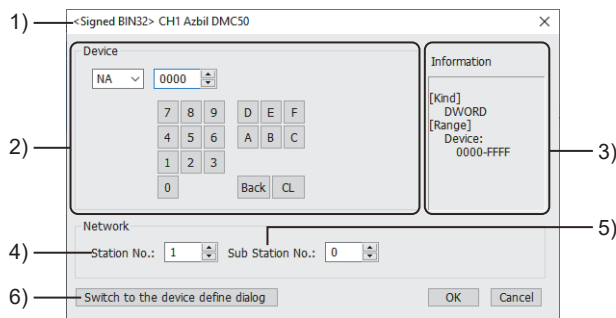 1) <Signed BIN32> CH1 Azbil DMC50
Device
Information
NA 0000
7 8 9 D E F
4 5 6 A B C
1 2 3
0 Back CL
[Kind]
DWORD
[Range]
Device:
0000-FFFF
2)
3)
Network
4) Station No.: 1 Sub Station No.: 0 5)
6) Switch to the device define dialog OK Cancel